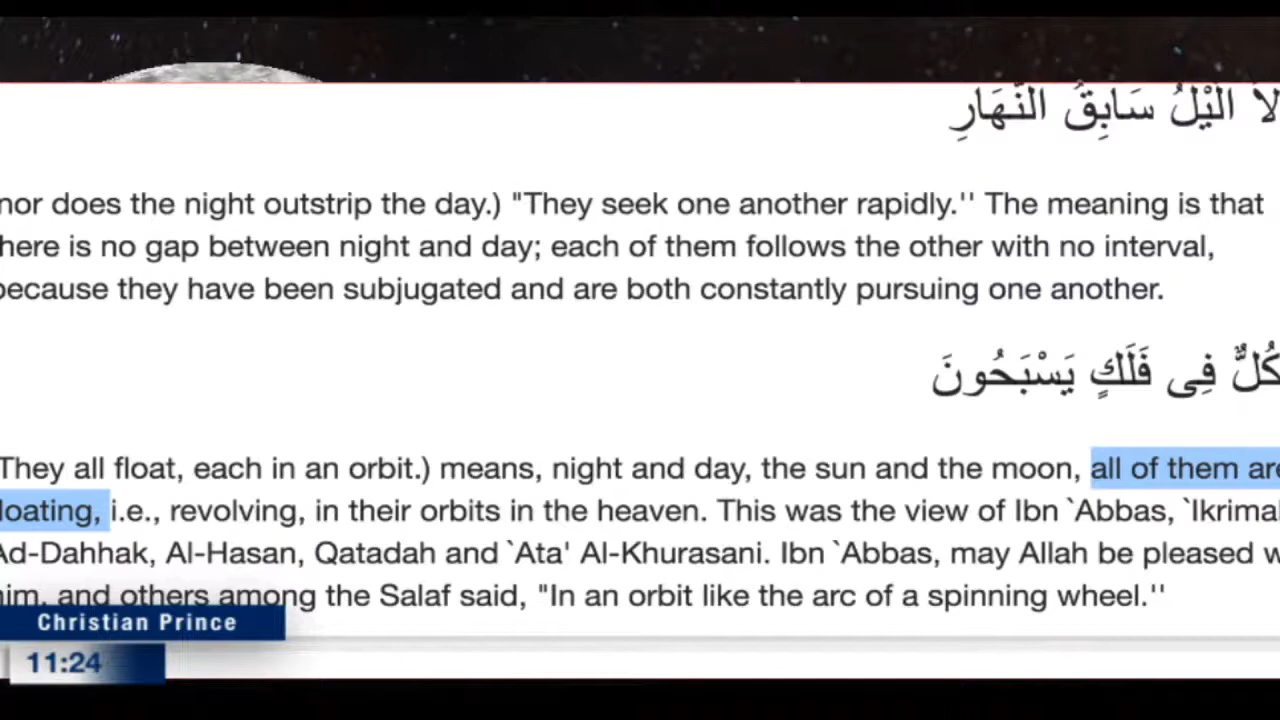 لاَ الَّيْلُ سَابِقُ النَّهَارِ
nor does the night outstrip the day.) "They seek one another rapidly.'' The meaning is that
here is no gap between night and day; each of them follows the other with no interval,
because they have been subjugated and are both constantly pursuing one another.
كُلٌّ فِى فَلَكٍ يَسْبَحُونَ
They all float, each in an orbit.) means, night and day, the sun and the moon, all of them are
loating, i.e., revolving, in their orbits in the heaven. This was the view of Ibn `Abbas, `Ikrimah
Ad-Dahhak, Al-Hasan, Qatadah and `Ata' Al-Khurasani. Ibn `Abbas, may Allah be pleased w
him, and others among the Salaf said, "In an orbit like the arc of a spinning wheel.''
Christian Prince
11:24